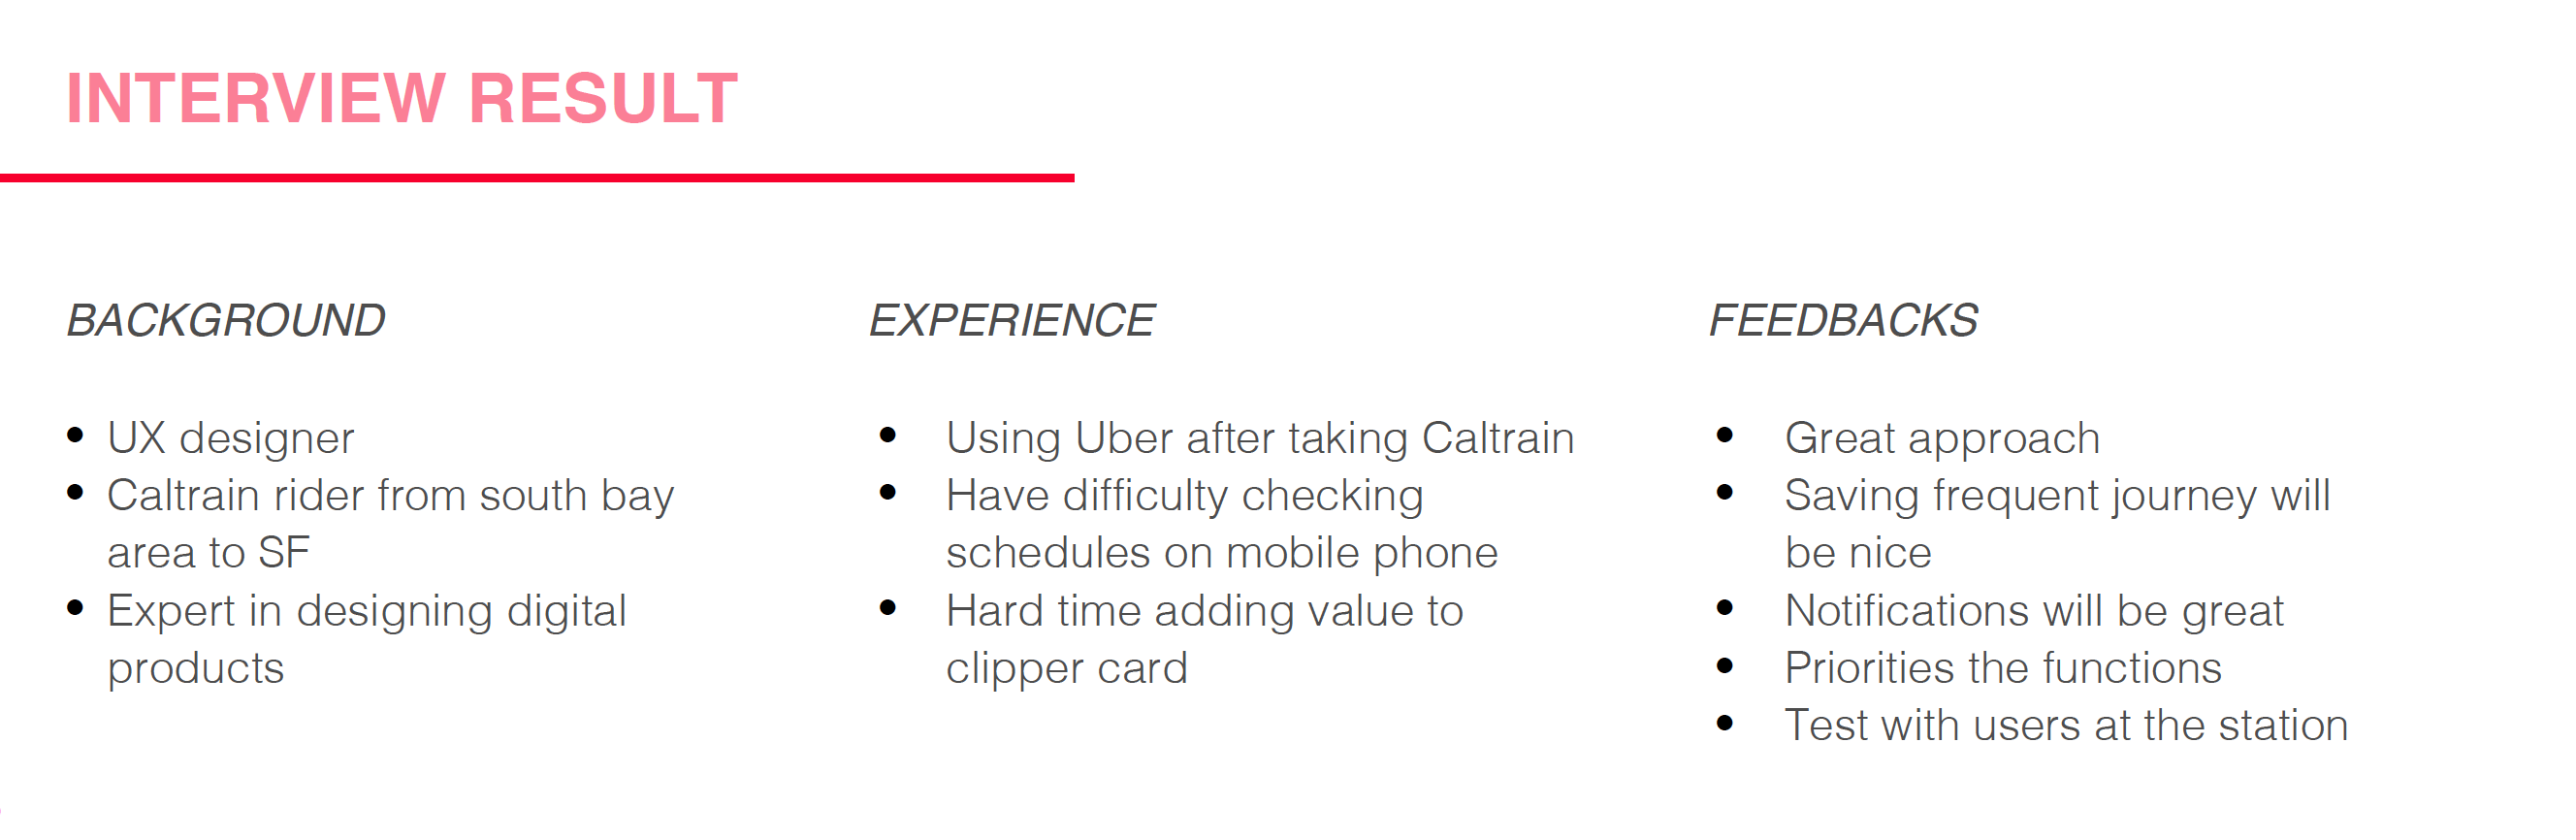 INTERVIEW RESULT
BACKGROUND
• UX designer
• Caltrain rider from south bay
area to SF
• Expert in designing digital
products
EXPERIENCE
• Using Uber after taking Caltrain
• Have difficulty checking
schedules on mobile phone
• Hard time adding value to
clipper card
FEEDBACKS
• Great approach
• Saving frequent journey will
be nice
• Notifications will be great
• Priorities the functions
• Test with users at the station